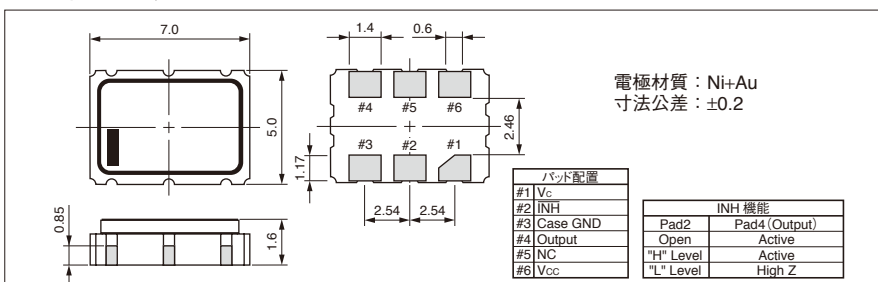 7.0
5.0
0.85
1.6
1.4
0.6
#4 #5 #6
#3 #2 #1
2.46
1.17
2.54 2.54
電極材質：Ni+Au
寸法公差：±0.2
パッド配置
#1 Vc
#2 INH
#3 Case GND
#4 Output
#5 NC
#6 Vcc
INH 機能
Pad2 Pad4（Output）
Open Active
"H" Level Active
"L" Level High Z